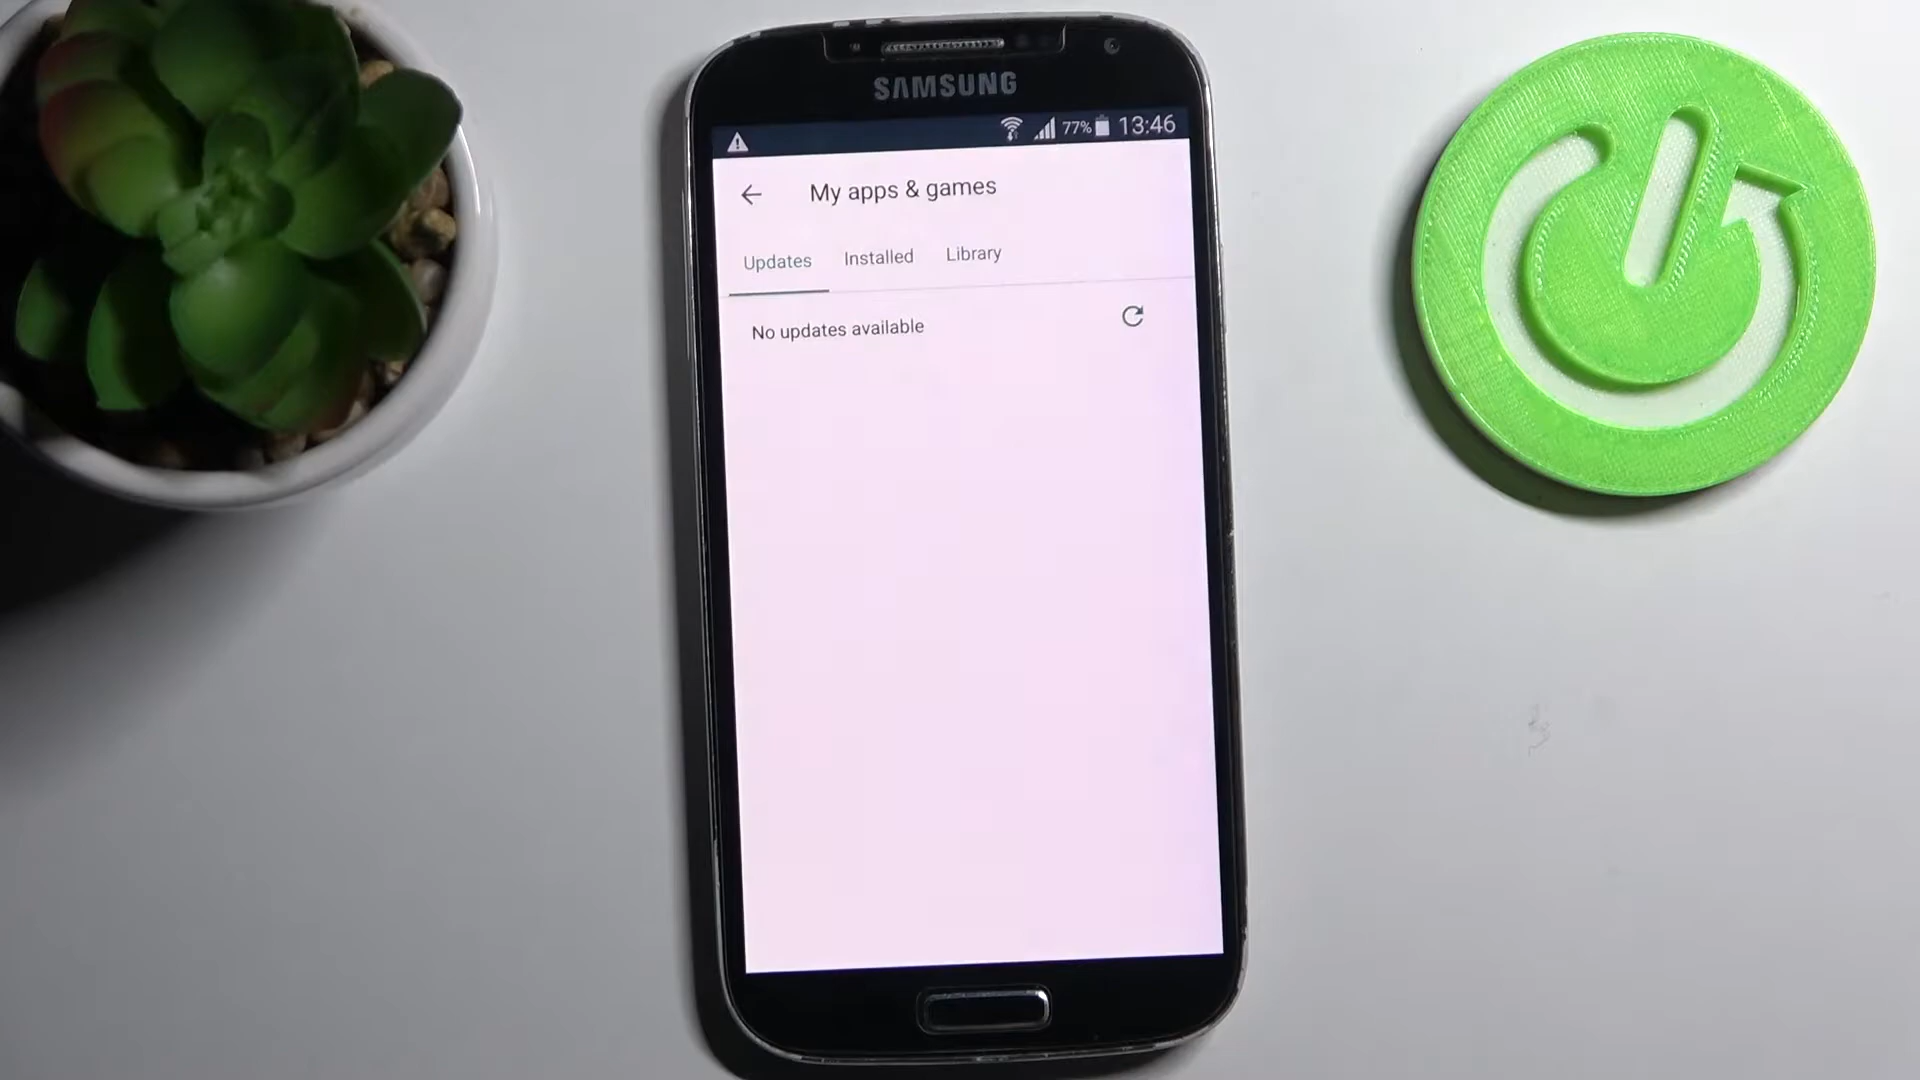 SAMSUNG
77% 13:46
My apps & games
Updates Installed Library
No updates available